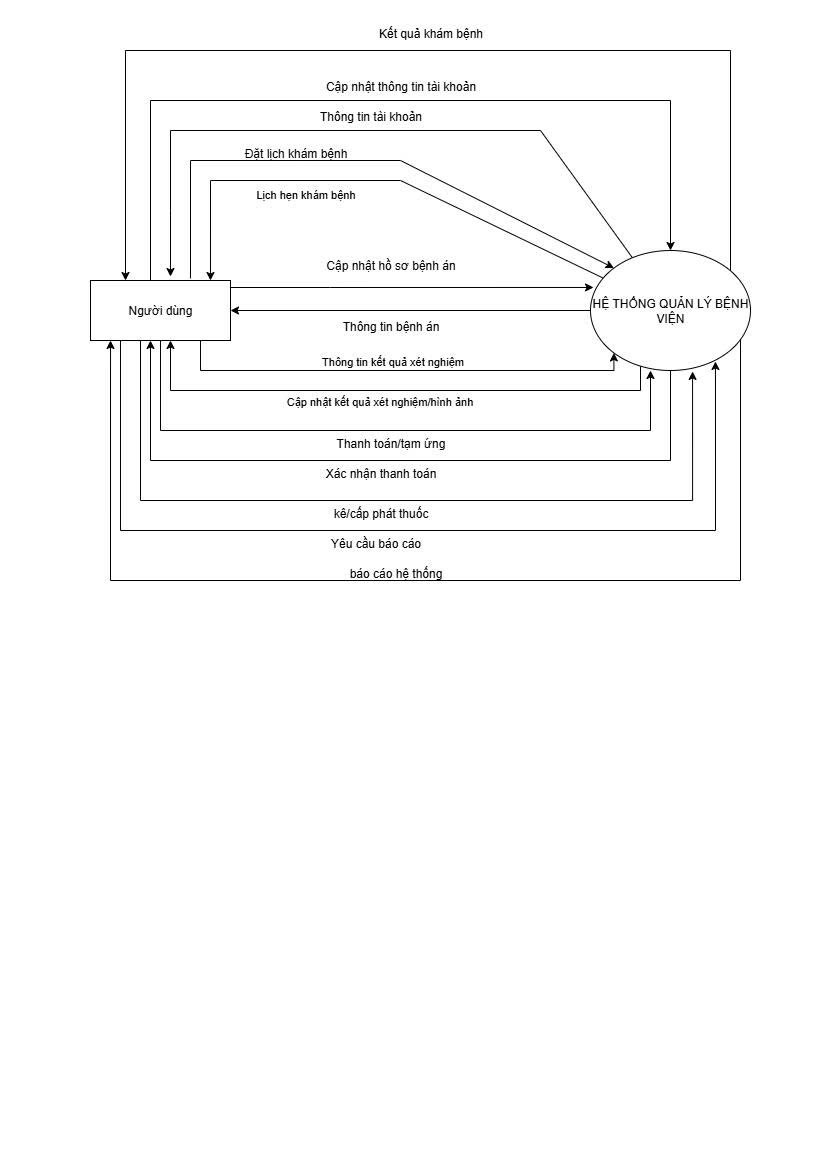 Kết quả khám bệnh
Cập nhật thông tin tài khoản
Thông tin tài khoản
Đặt lịch khám bệnh
Lịch hẹn khám bệnh
Cập nhật hồ sơ bệnh án
Người dùng
HỆ THỐNG QUẢN LÝ BỆNH
VIỆN
Thông tin bệnh án
Thông tin kết quả xét nghiệm
Cập nhật kết quả xét nghiệm/hình ảnh
Thanh toán/tạm ứng
Xác nhận thanh toán
kê/cấp phát thuốc
Yêu cầu báo cáo
báo cáo hệ thống